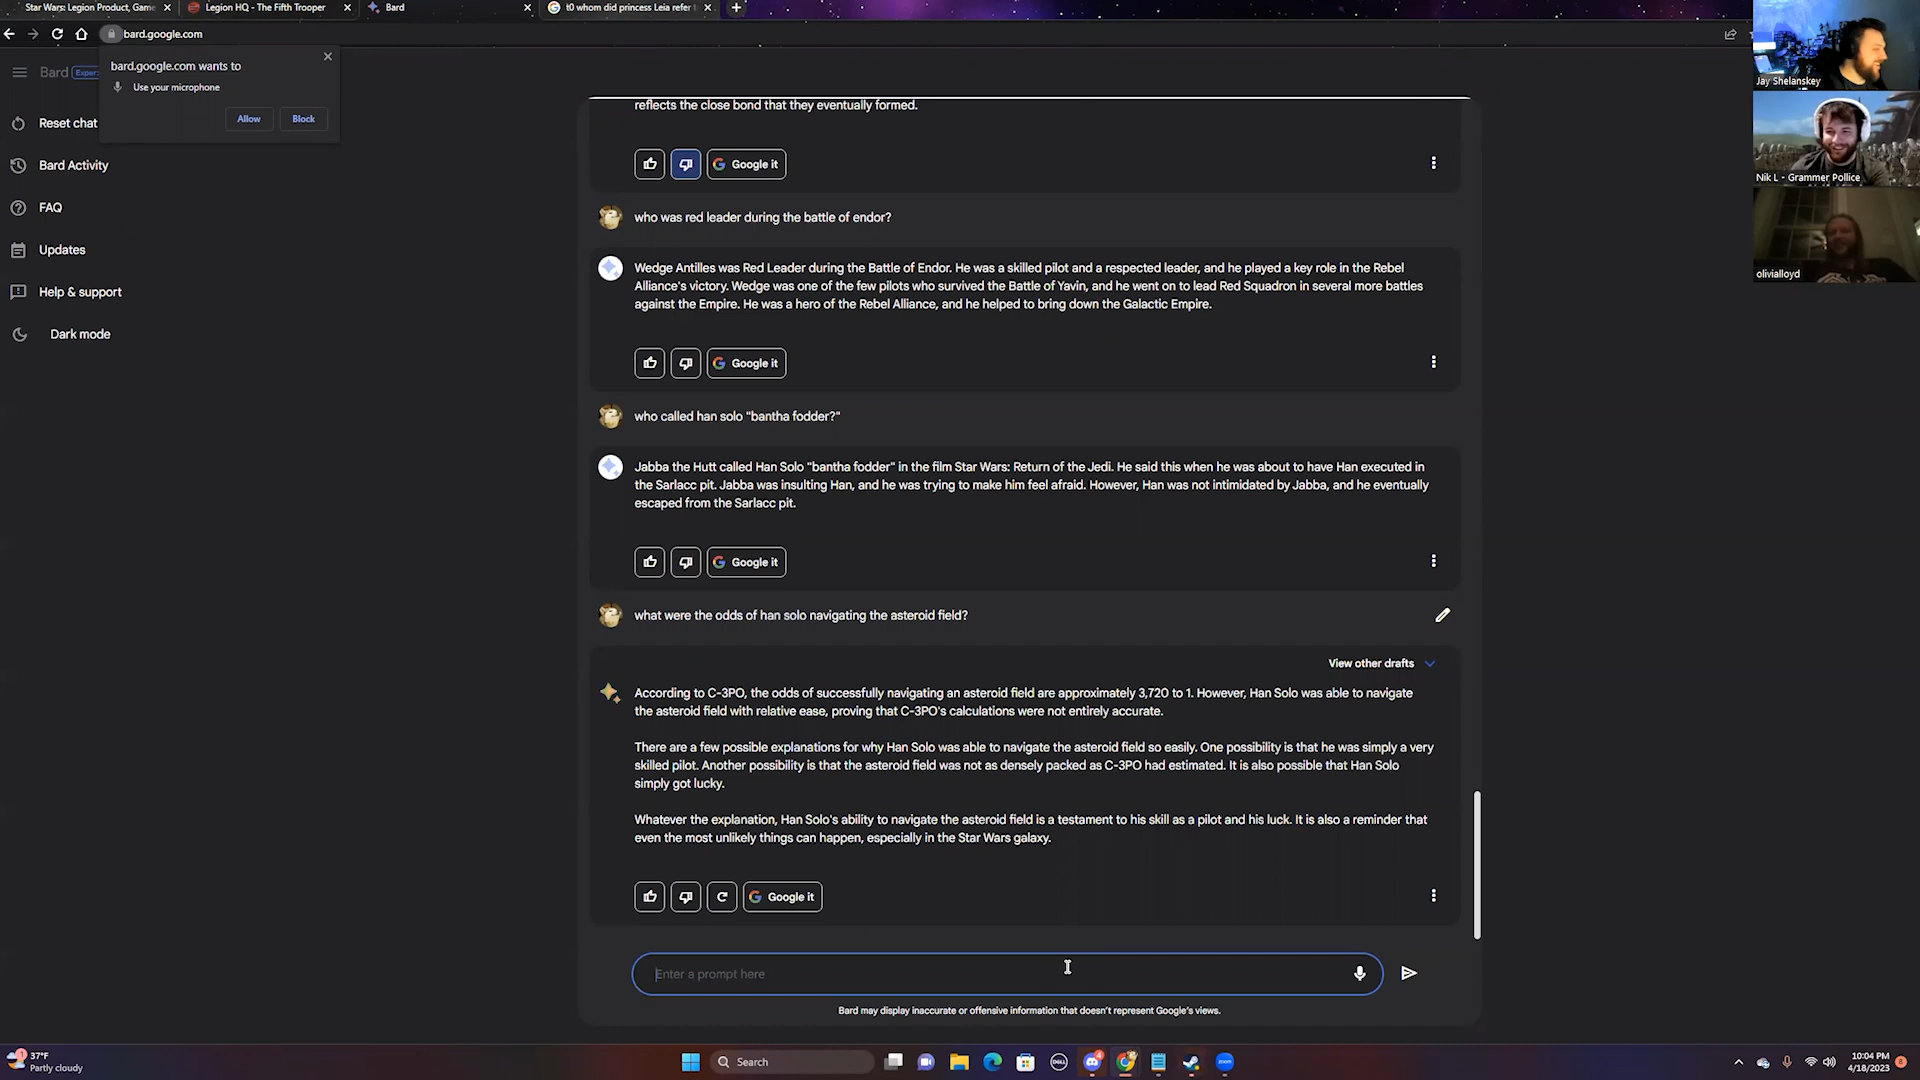 Star Wars: Legion Product, Game
Legion HQ - The Fifth Trooper
Bard
t0 whom did princess Leia refer t
bard.google.com
bard.google.com wants to
Use your microphone
Allow
Block
Bard
Exper
Reset chat
Bard Activity
FAQ
Updates
Help & support
Dark mode
reflects the close bond that they eventually formed.
Google it
who was red leader during the battle of endor?
Wedge Antilles was Red Leader during the Battle of Endor. He was a skilled pilot and a respected leader, and he played a key role in the Rebel
Alliance's victory. Wedge was one of the few pilots who survived the Battle of Yavin, and he went on to lead Red Squadron in several more battles
against the Empire. He was a hero of the Rebel Alliance, and he helped to bring down the Galactic Empire.
Google it
who called han solo "bantha fodder?"
Jabba the Hutt called Han Solo "bantha fodder" in the film Star Wars: Return of the Jedi. He said this when he was about to have Han executed in
the Sarlacc pit. Jabba was insulting Han, and he was trying to make him feel afraid. However, Han was not intimidated by Jabba, and he eventually
escaped from the Sarlacc pit.
Google it
what were the odds of han solo navigating the asteroid field?
View other drafts
According to C-3PO, the odds of successfully navigating an asteroid field are approximately 3,720 to 1. However, Han Solo was able to navigate
the asteroid field with relative ease, proving that C-3PO's calculations were not entirely accurate.
There are a few possible explanations for why Han Solo was able to navigate the asteroid field so easily. One possibility is that he was simply a very
skilled pilot. Another possibility is that the asteroid field was not as densely packed as C-3PO had estimated. It is also possible that Han Solo
simply got lucky.
Whatever the explanation, Han Solo's ability to navigate the asteroid field is a testament to his skill as a pilot and his luck. It is also a reminder that
even the most unlikely things can happen, especially in the Star Wars galaxy.
Google it
Enter a prompt here
Bard may display inaccurate or offensive information that doesn't represent Google's views.
Jay Shelanskey
Nik L - Grammer Pollice
olivialloyd
1
37°F
Partly cloudy
Search
DELL
4
zoom
10:04 PM
4/18/2023
8